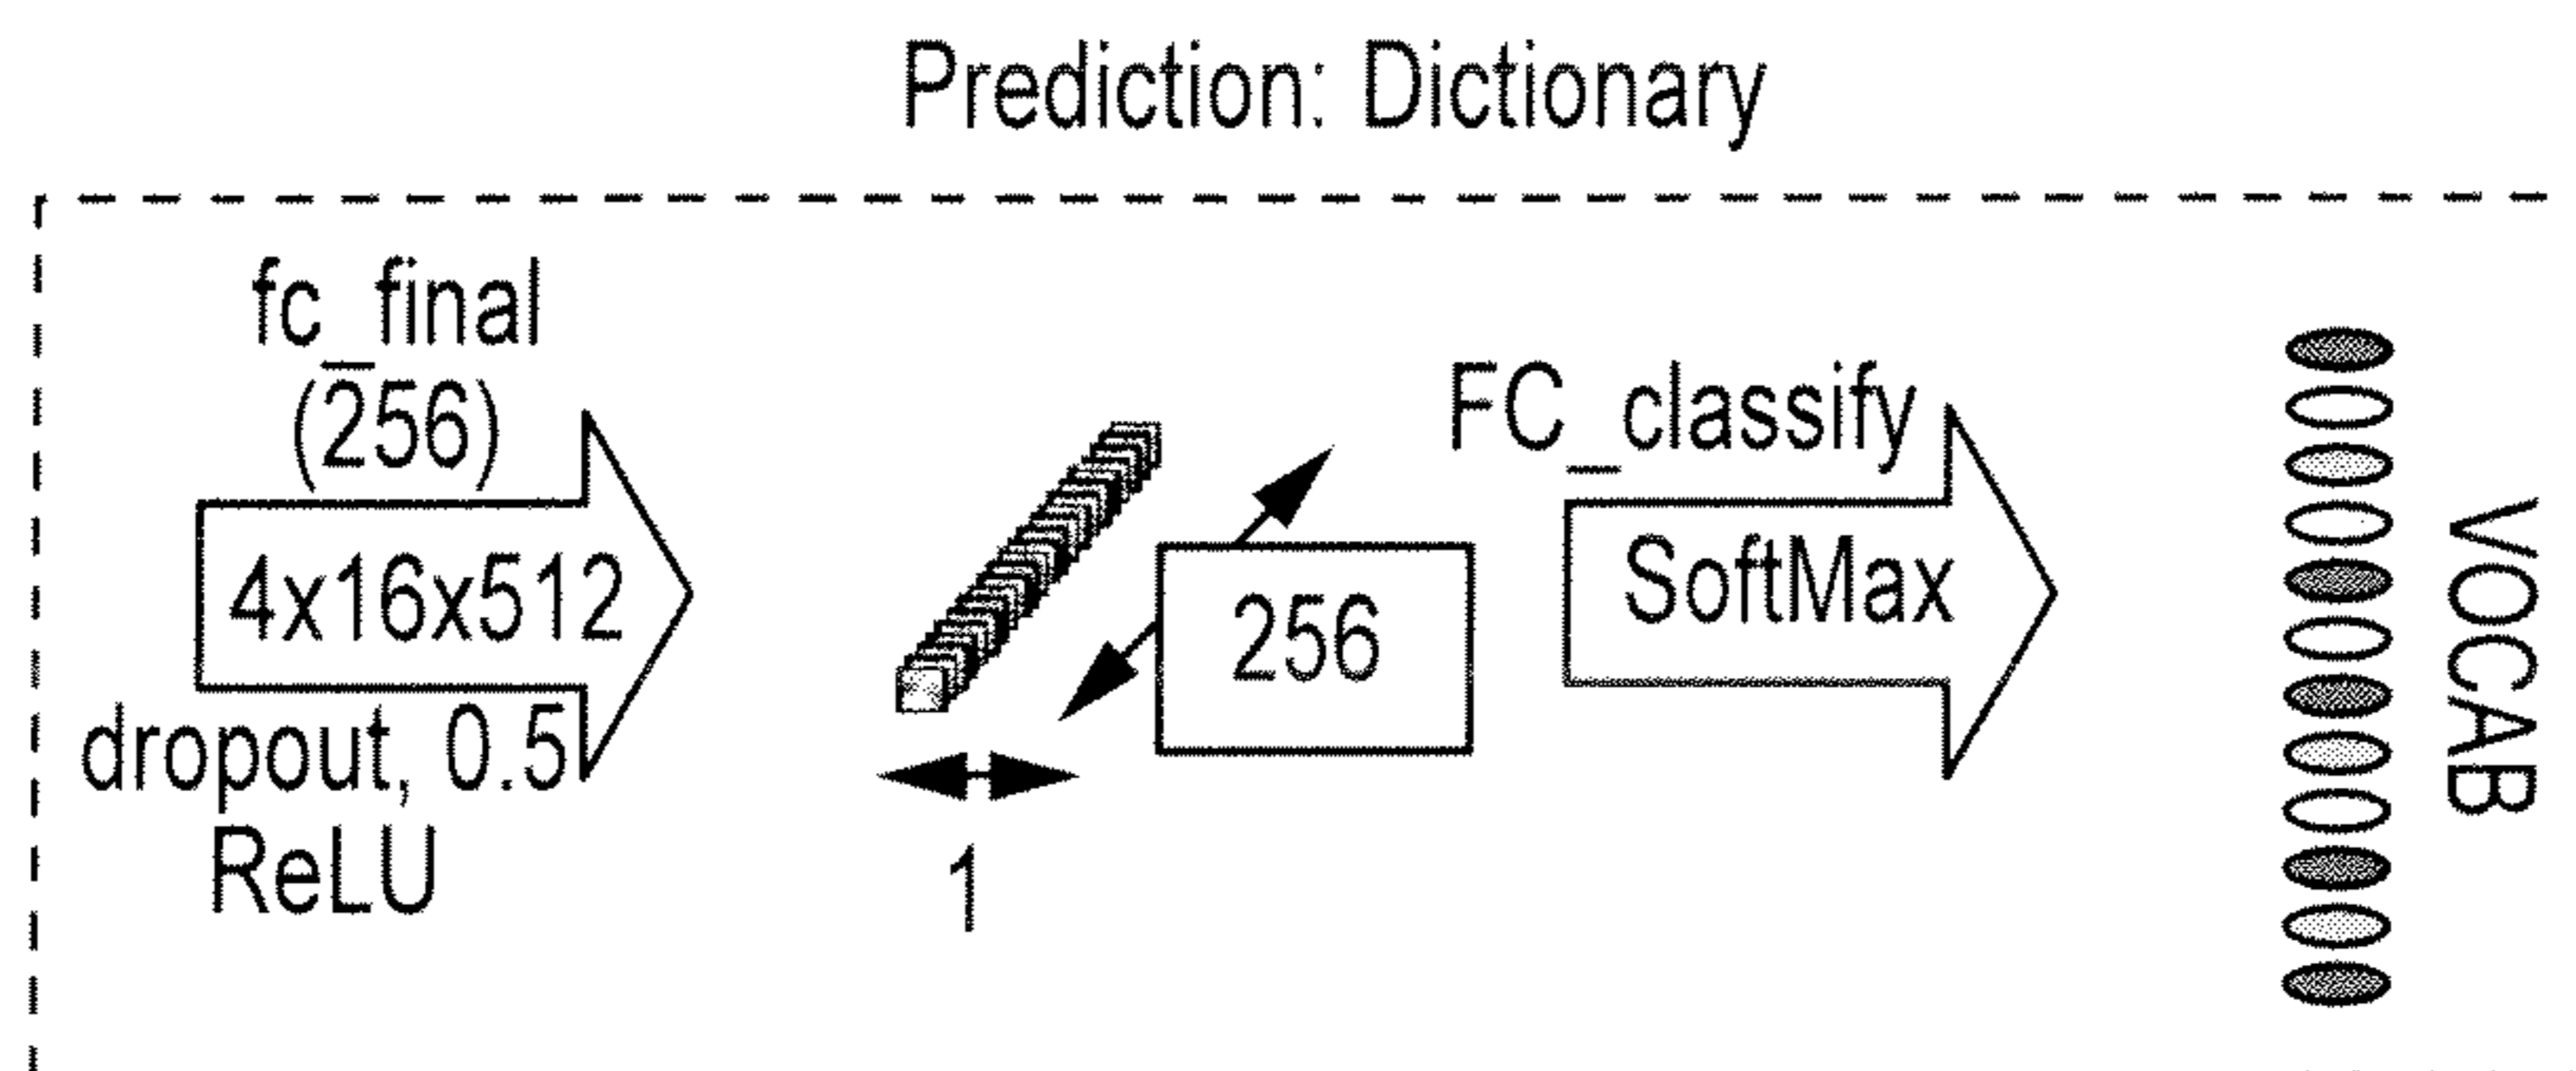 Prediction: Dictionary
fc_final
(256)
4x16x512
dropout, 0.5
ReLU
256
1
FC_classify
SoftMax
VOCAB